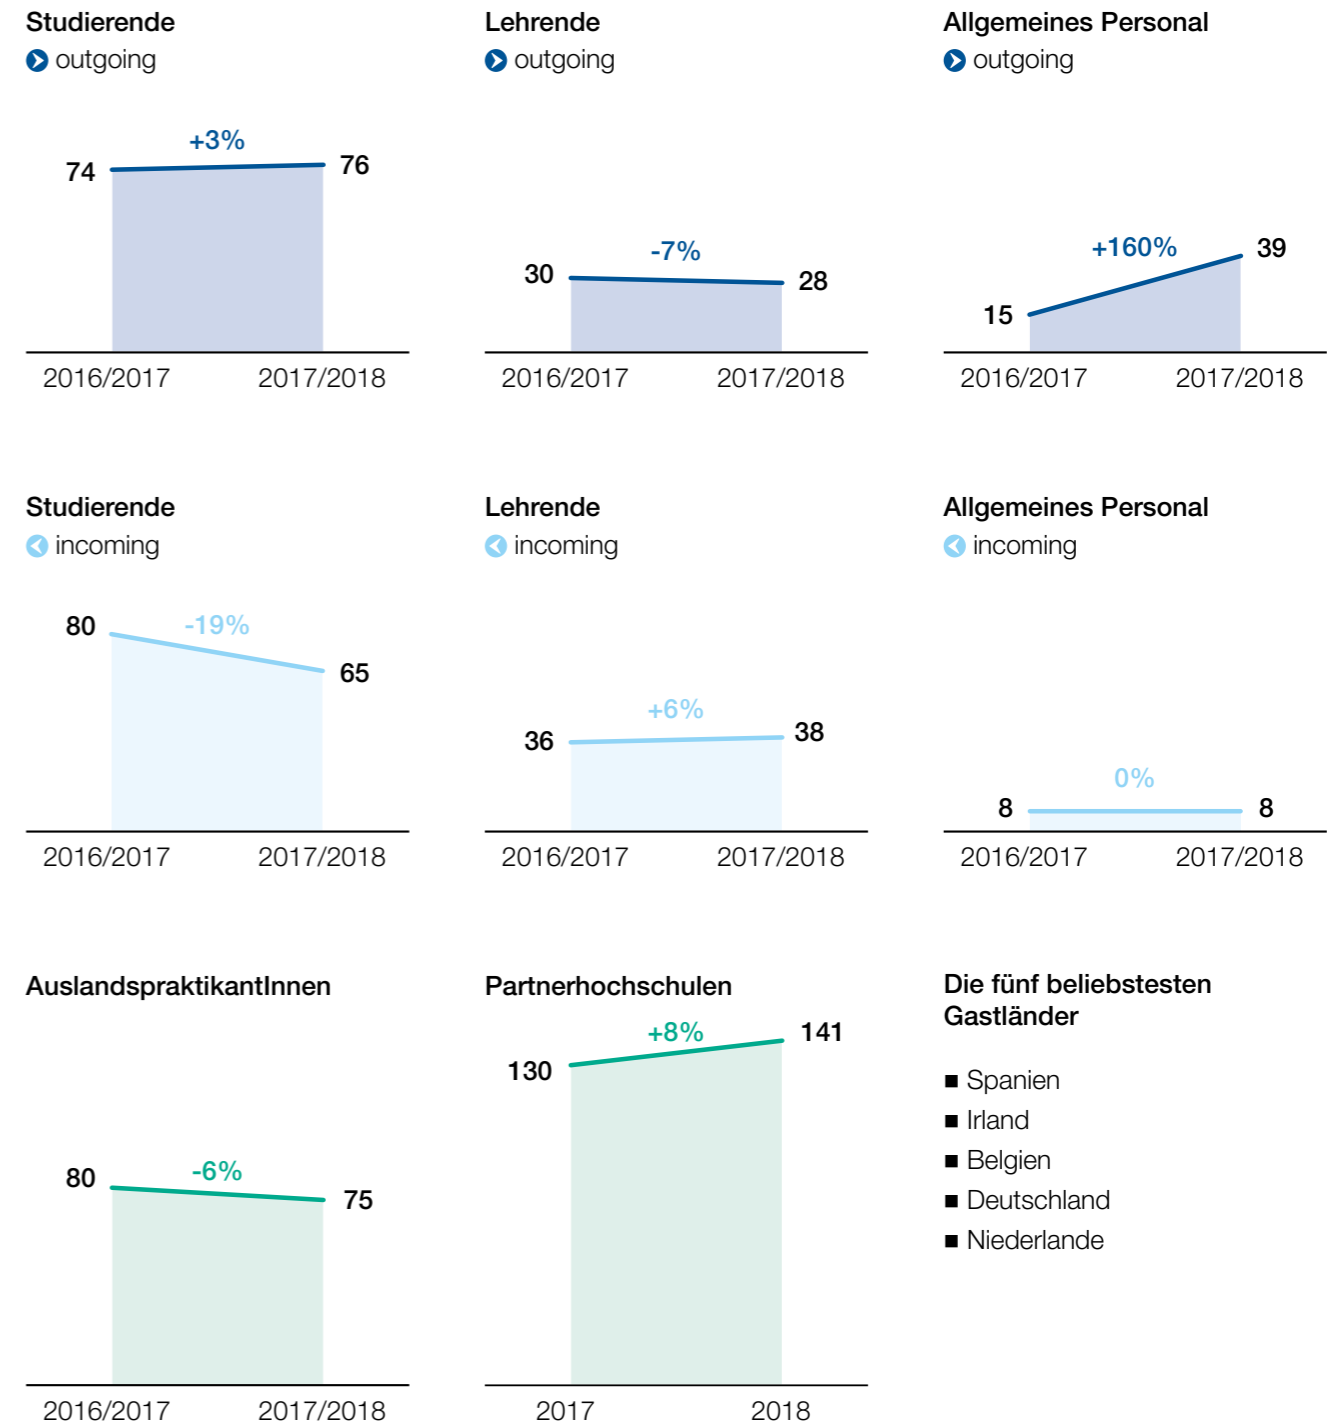 Studierende
outgoing
+3%
74
76
2016/2017
2017/2018
Lehrende
outgoing
-7%
30
28
2016/2017
2017/2018
Allgemeines Personal
outgoing
+160%
15
39
2016/2017
2017/2018
Studierende
incoming
80
-19%
65
2016/2017
2017/2018
Lehrende
incoming
+6%
36
38
2016/2017
2017/2018
Allgemeines Personal
incoming
0%
8
8
2016/2017
2017/2018
AuslandspraktikantInnen
80
-6%
75
2016/2017
2017/2018
Partnerhochschulen
+8%
130
141
2017
2018
Die fünf beliebstesten
Gastländer
Spanien
Irland
Belgien
Deutschland
Niederlande